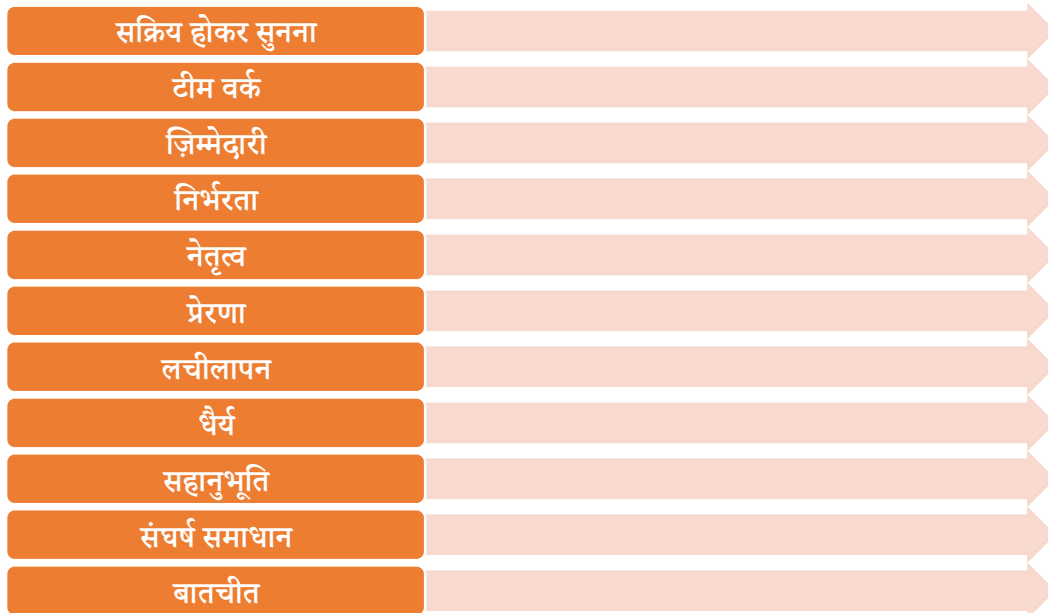 सक्रिय होकर सुनना
टीम वर्क
ज़िम्मेदारी
निर्भरता
नेतृत्व
प्रेरणा
लचीलापन
धैर्य
सहानुभूति
संघर्ष समाधान
बातचीत